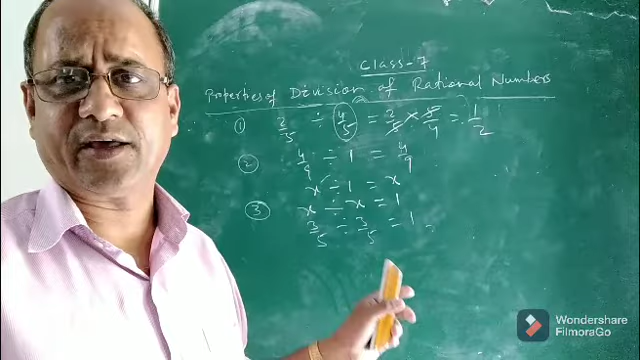 Class-7
Properties of Division of Rational Numbers
① 2/5 ÷ 4/5 = 2/5 × 5/4 = 1/2
② 4/9 ÷ 1 = 4/9
x ÷ 1 = x
③ x ÷ x = 1
3/5 ÷ 3/5 = 1
Wondershare
FilmoraGo